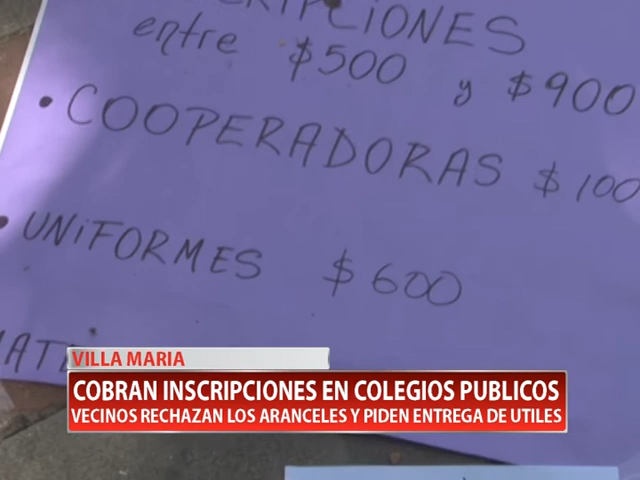 INSCRIPCIONES
entre $500 y $900
• COOPERADORAS $100
• UNiFORMES $600
VILLA MARIA
COBRAN INSCRIPCIONES EN COLEGIOS PUBLICOS
VECINOS RECHAZAN LOS ARANCELES Y PIDEN ENTREGA DE UTILES